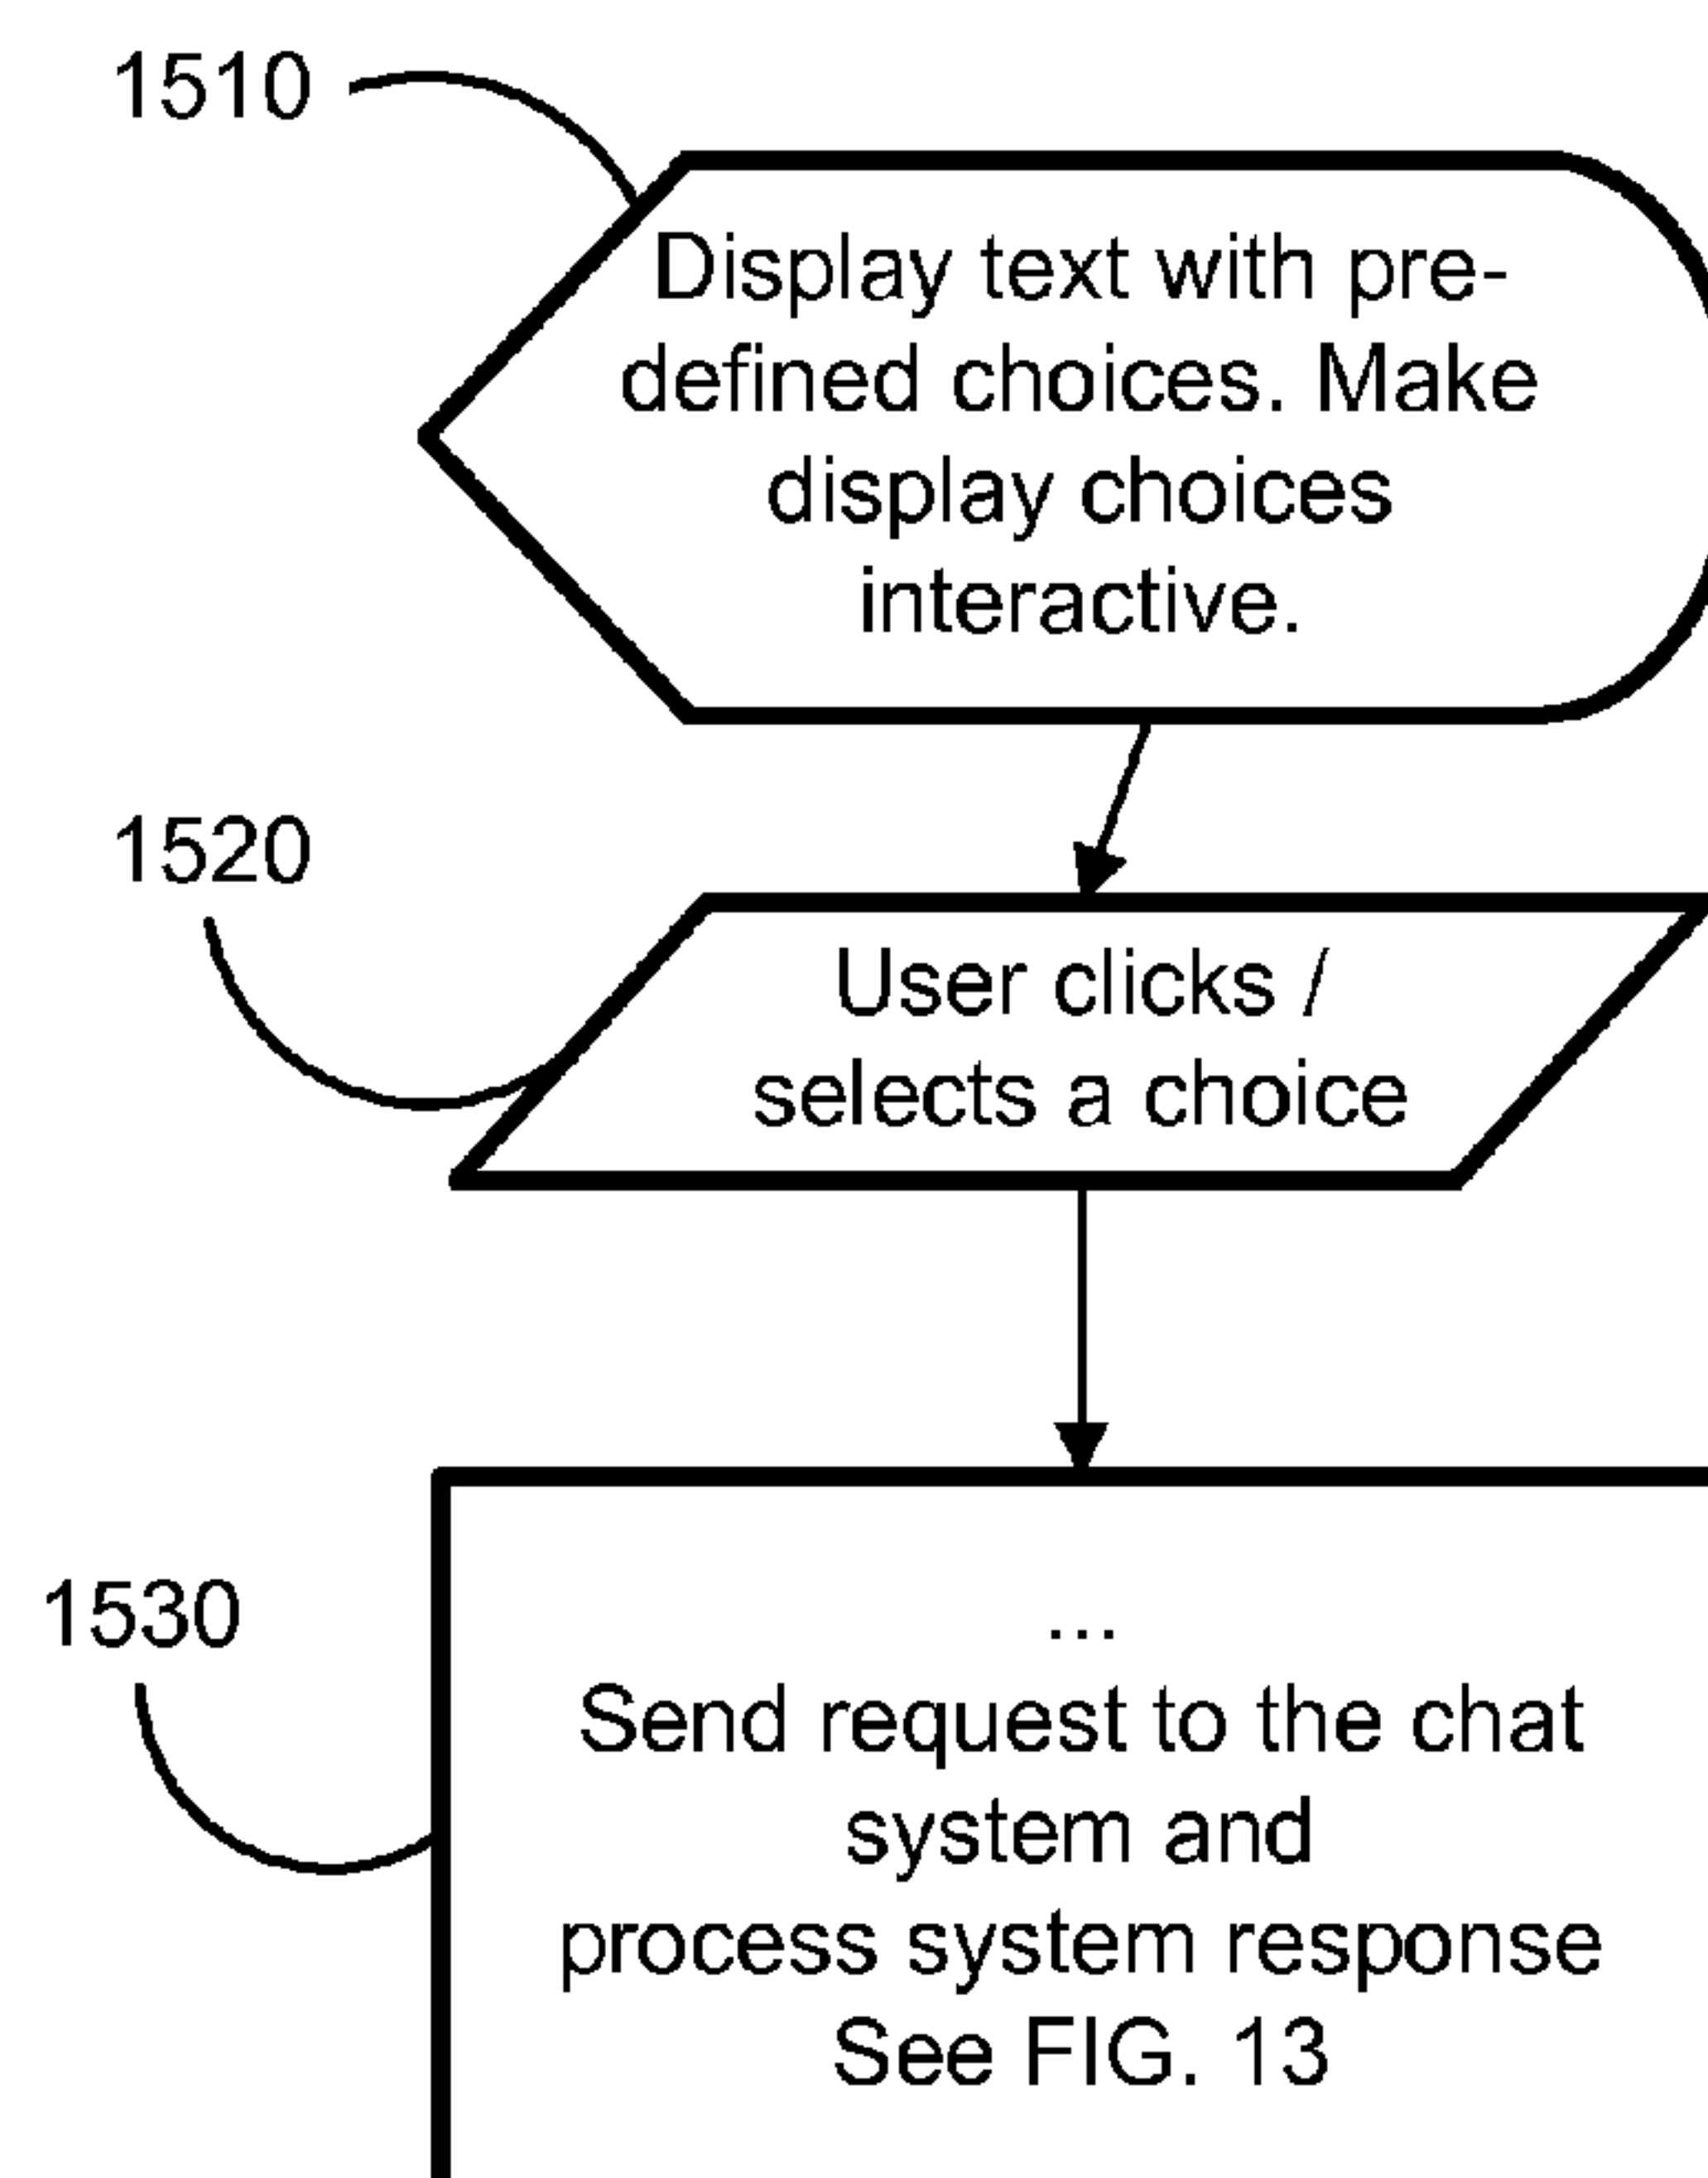 1510
Display text with pre-
defined choices. Make
display choices
interactive.
1520
User clicks /
selects a choice
1530
...
Send request to the chat
system and
process system response
See FIG. 13